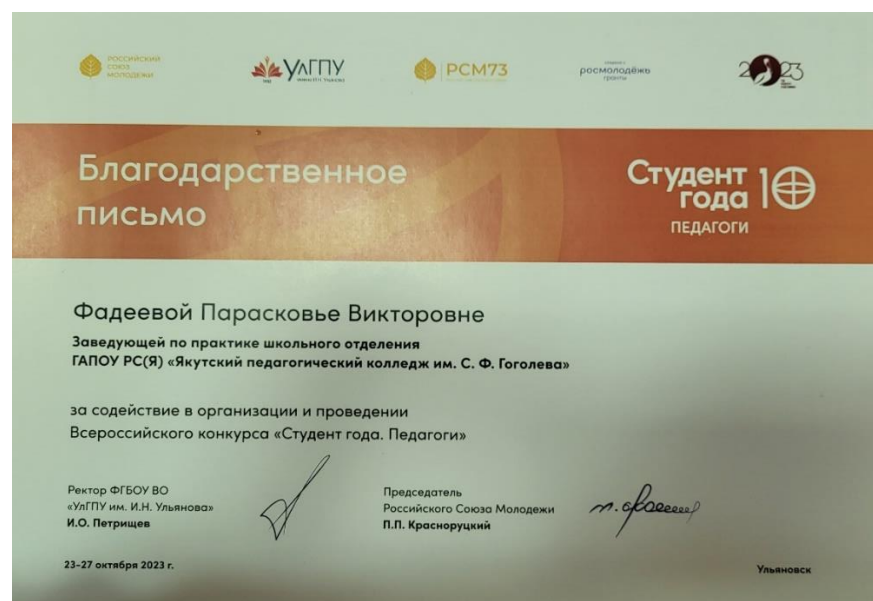 РОССИЙСКИЙ
СОЮЗ
МОЛОДЕЖИ
УлГПУ
РСМ73
росмолодёжь
гранты
2023
Благодарственное
письмо
Студент
года
10
ПЕДАГОГИ
Фадеевой Парасковье Викторовне
Заведующей по практике школьного отделения
ГАПОУ РС(Я) «Якутский педагогический колледж им. С. Ф. Гоголева»
за содействие в организации и проведении
Всероссийского конкурса «Студент года. Педагоги»
Ректор ФГБОУ ВО
«УлГПУ им. И.Н. Ульянова»
И.О. Петрищев
Председатель
Российского Союза Молодежи
П.П. Красноруцкий
23-27 октября 2023 г.
Ульяновск